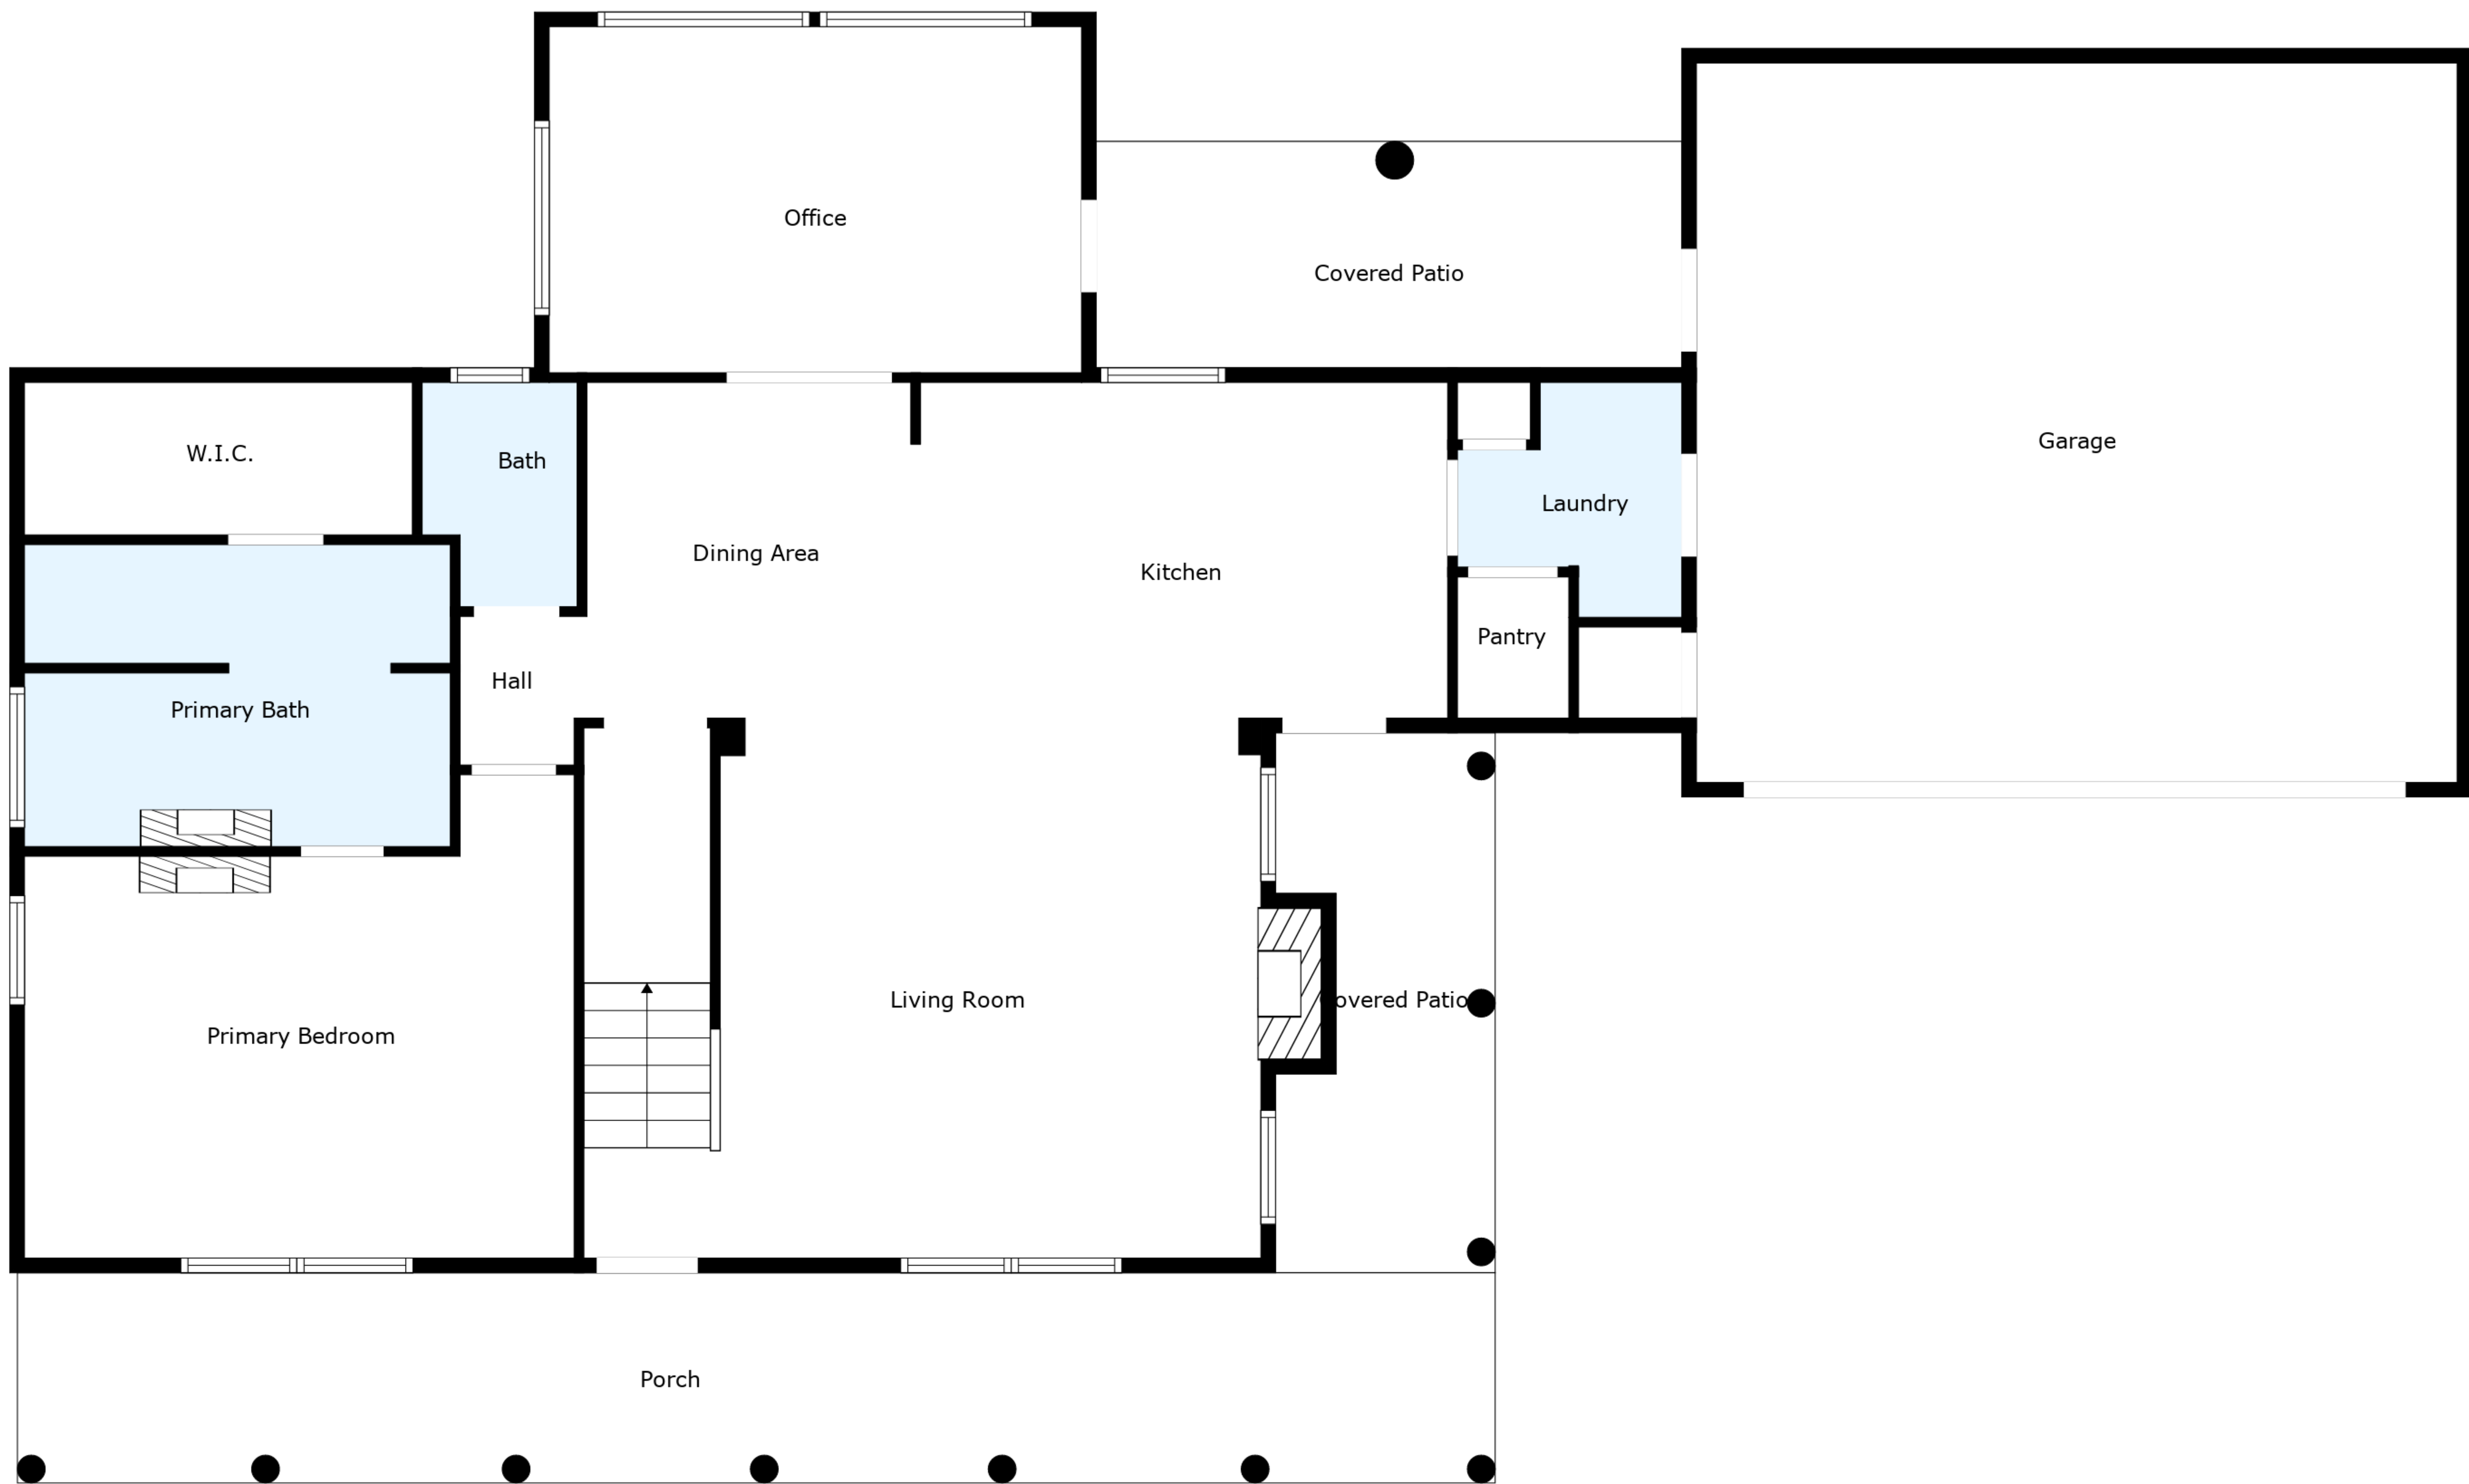 Office
Covered Patio
Garage
W.I.C.
Bath
Laundry
Dining Area
Kitchen
Pantry
Hall
Primary Bath
Living Room
overed Patio
Primary Bedroom
Porch